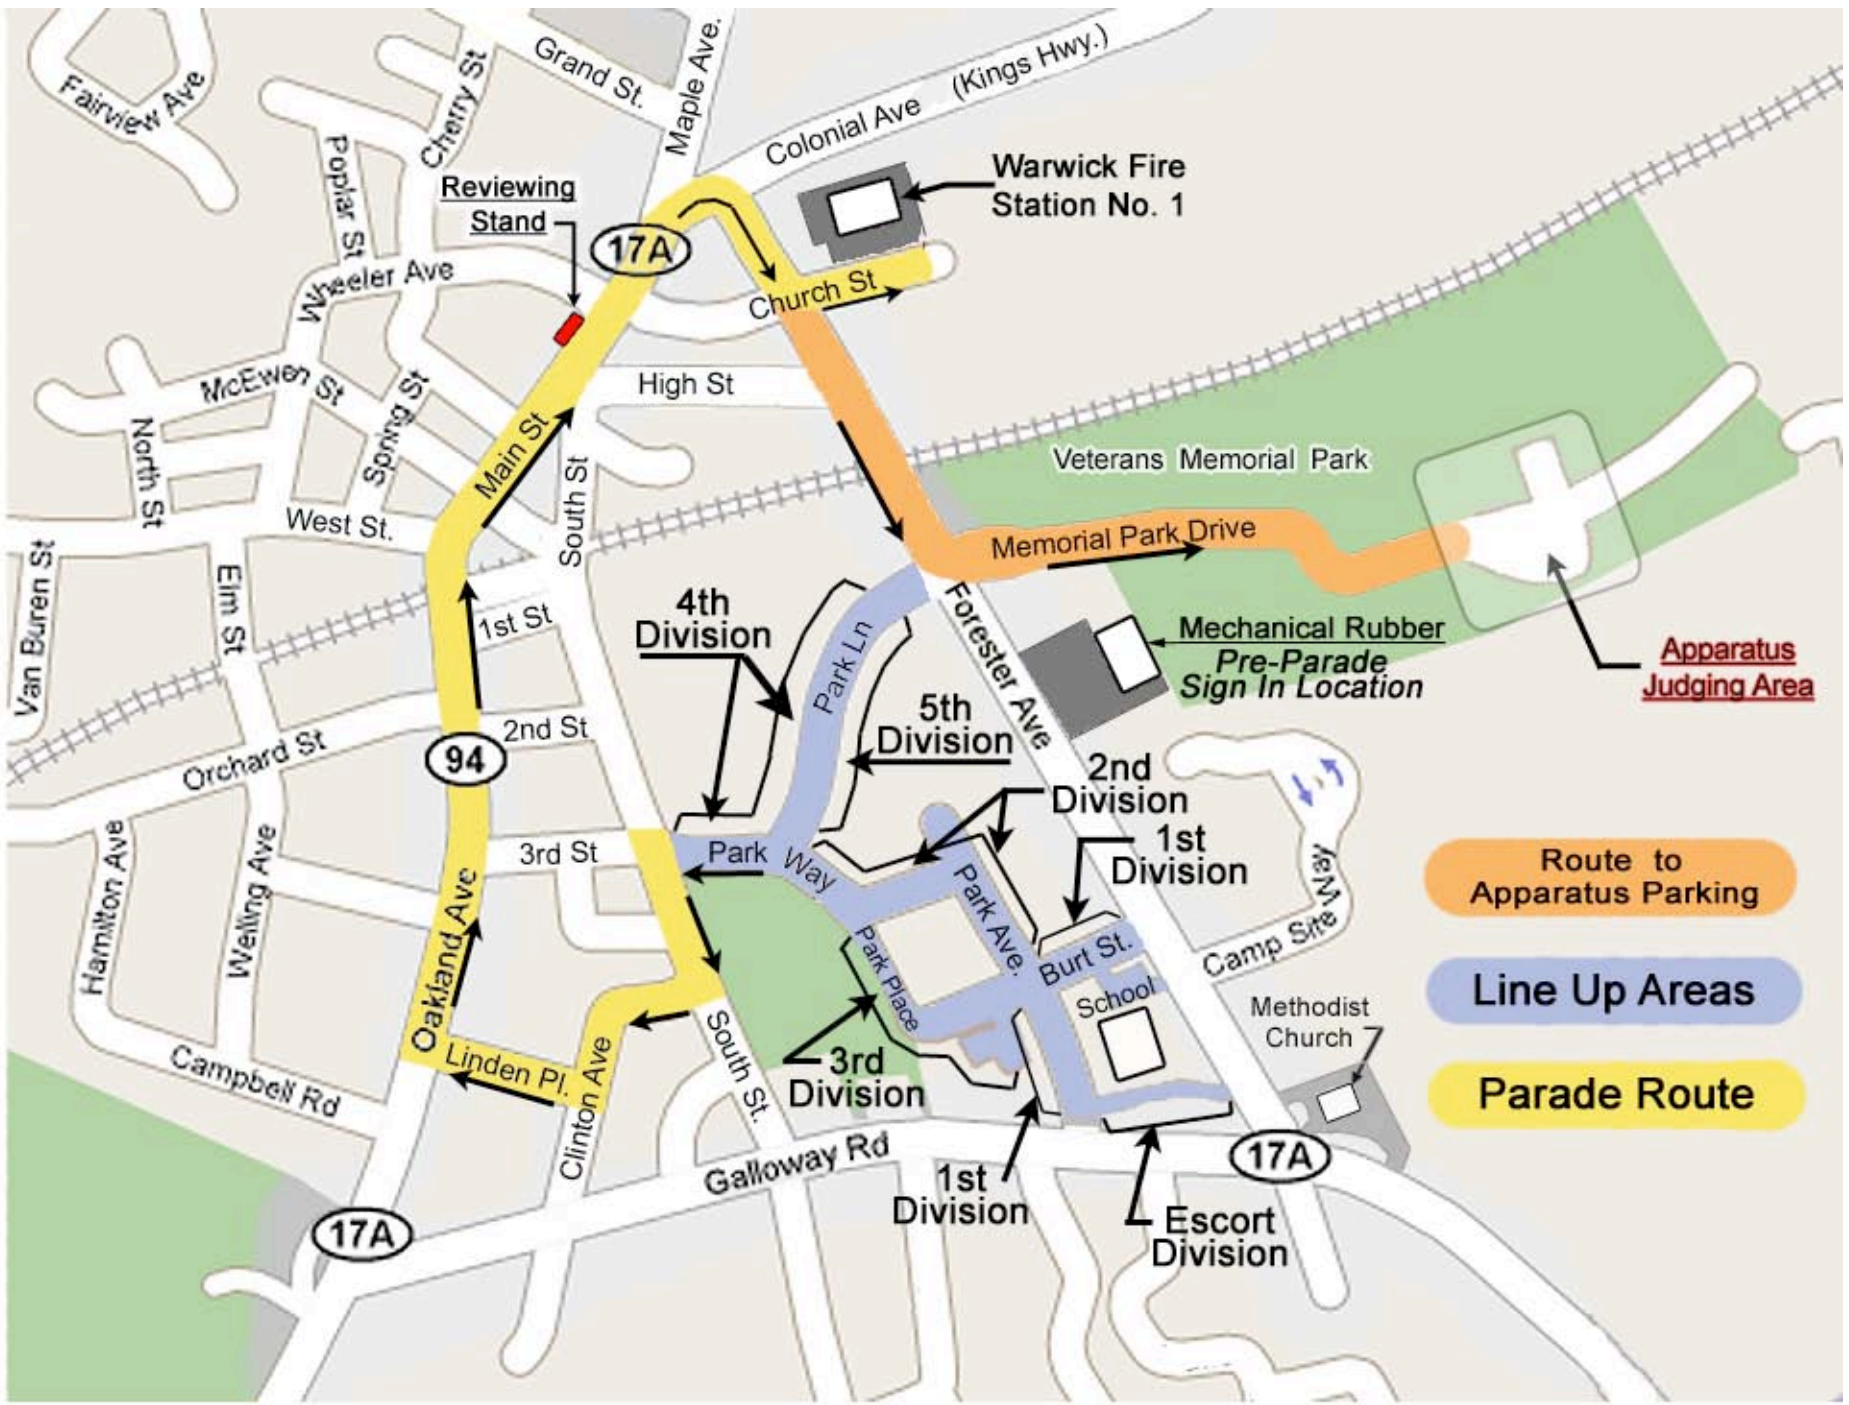 Fairview Ave
Grand St.
Maple Ave.
Cherry St
Poplar St
Colonial Ave
(Kings Hwy.)
Warwick Fire
Station No. 1
Reviewing
Stand
17A
Wheeler Ave
Church St
McEwen St
Spring St
North St
High St
Main St
South St
West St.
Veterans Memorial Park
Memorial Park Drive
Van Buren St
Elm St
1st St
4th
Division
Park Ln
Forester Ave
Mechanical Rubber
Pre-Parade
Sign In Location
Apparatus
Judging Area
Orchard St
94
2nd St
5th
Division
2nd
Division
1st
Division
3rd St
Park Way
Park Ave.
Park Place
Burt St.
School
Camp Site Way
Hamilton Ave
Welling Ave
Oakland Ave
Linden Pl.
Clinton Ave
South St.
Campbell Rd
3rd
Division
Methodist
Church
Galloway Rd
17A
17A
1st
Division
Escort
Division
Route to
Apparatus Parking
Line Up Areas
Parade Route